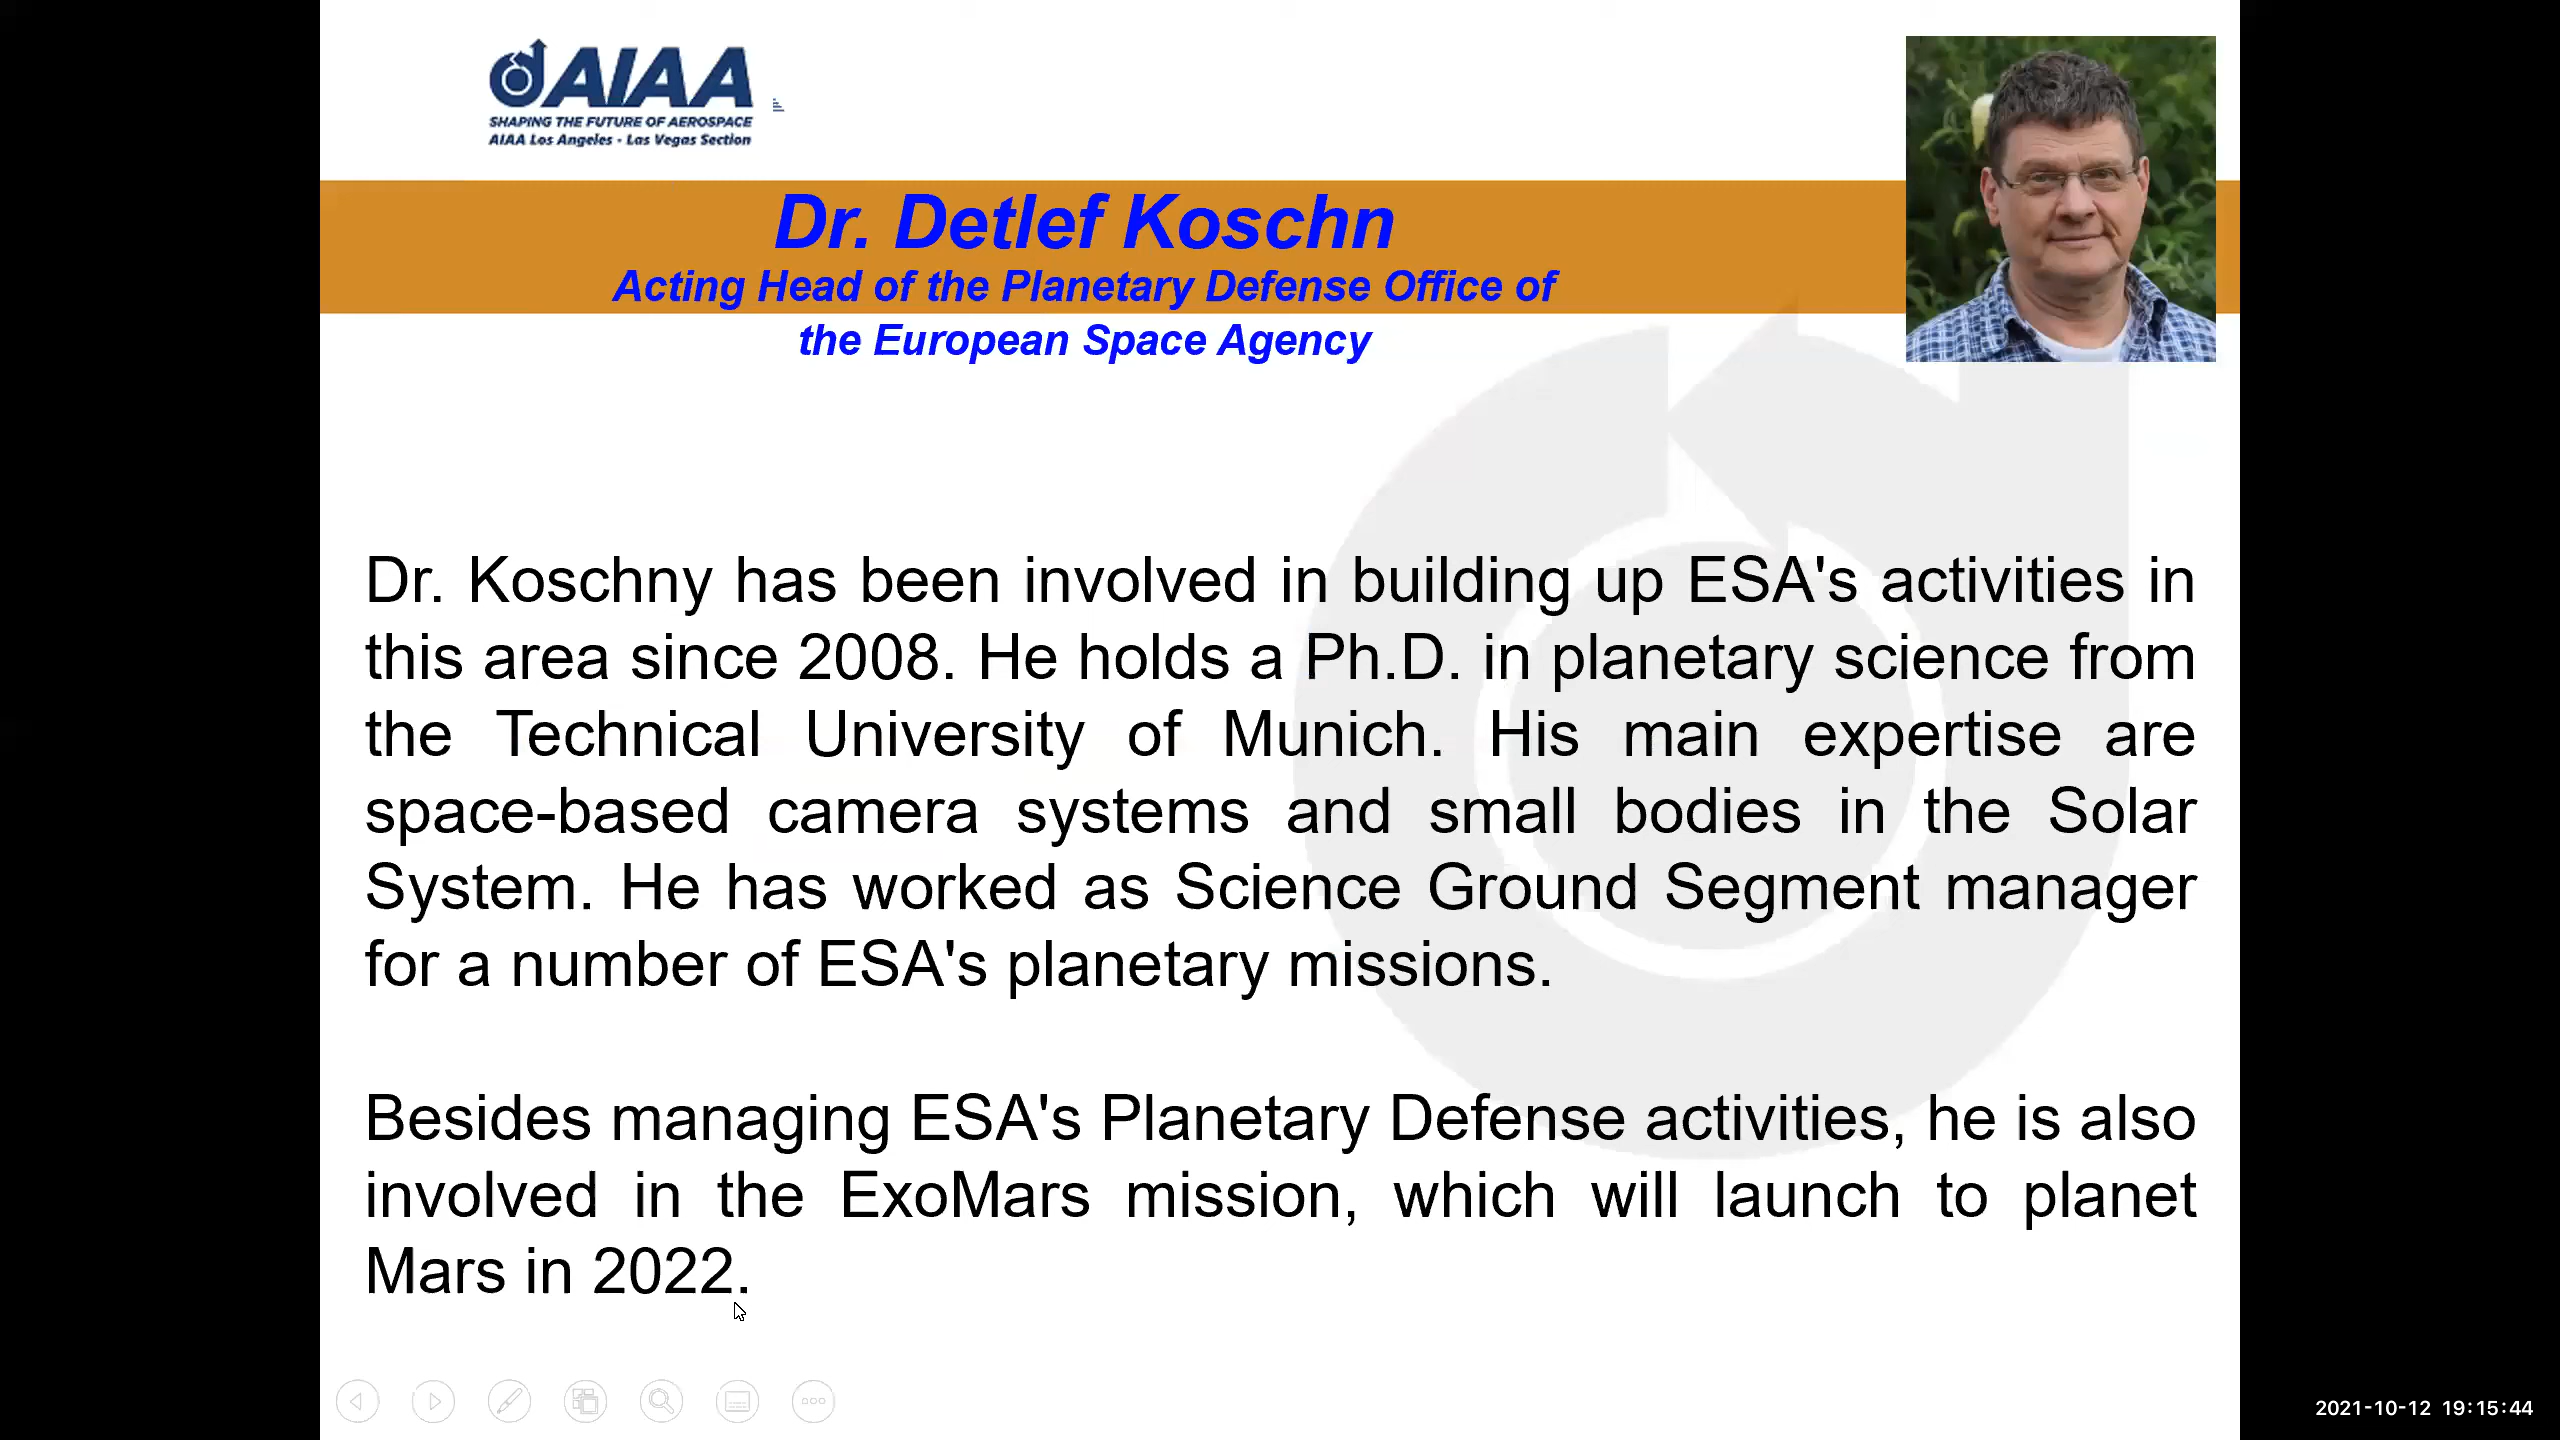 AIAA
SHAPING THE FUTURE OF AEROSPACE
AIAA Los Angeles - Las Vegas Section
Dr. Detlef Koschn
Acting Head of the Planetary Defense Office of
the European Space Agency
Dr. Koschny has been involved in building up ESA's activities in
this area since 2008. He holds a Ph.D. in planetary science from
the Technical University of Munich. His main expertise are
space-based camera systems and small bodies in the Solar
System. He has worked as Science Ground Segment manager
for a number of ESA's planetary missions.
Besides managing ESA's Planetary Defense activities, he is also
involved in the ExoMars mission, which will launch to planet
Mars in 2022.
2021-10-12 19:15:44